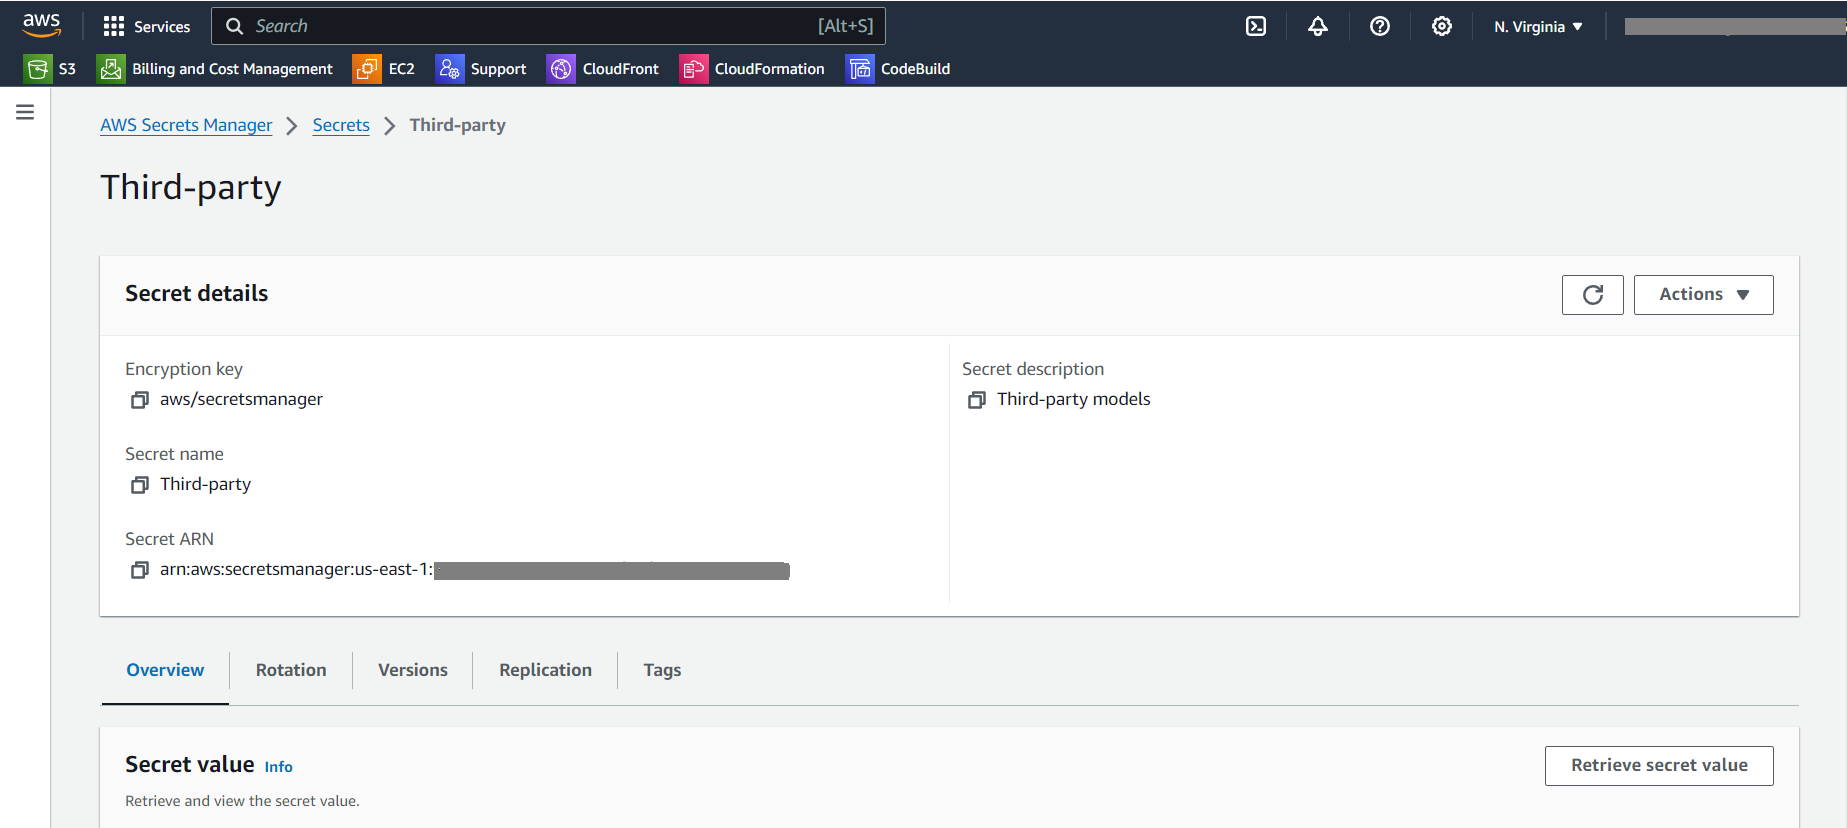 aws Services Search [Alt+S] N. Virginia
S3 Billing and Cost Management EC2 Support CloudFront CloudFormation CodeBuild
AWS Secrets Manager Secrets Third-party
Third-party
Secret details Actions
Encryption key
aws/secretsmanager
Secret description
Third-party models
Secret name
Third-party
Secret ARN
arn:aws:secretsmanager:us-east-1:
Overview Rotation Versions Replication Tags
Secret value Info Retrieve secret value
Retrieve and view the secret value.